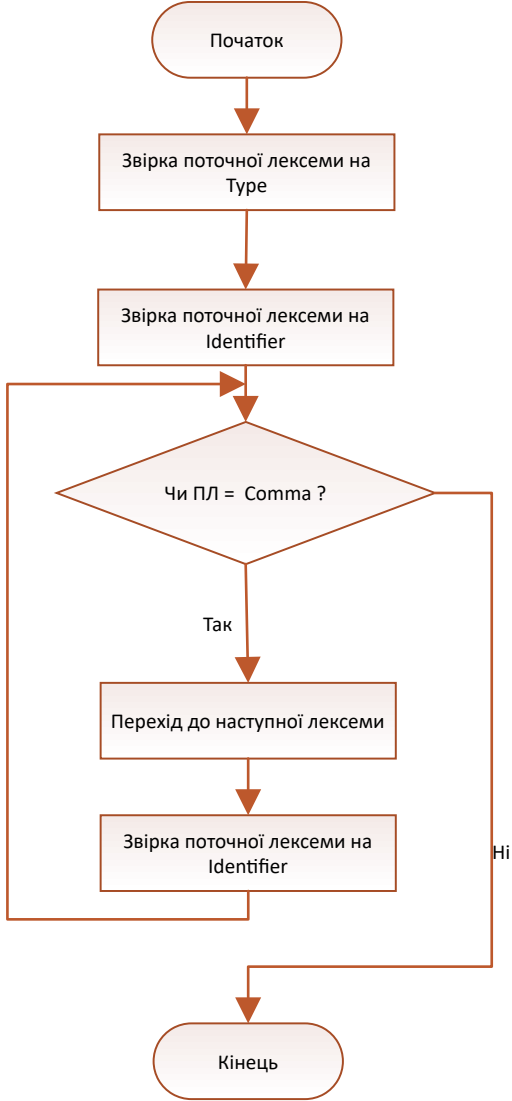 Початок
Звірка поточної лексеми на
Type
Звірка поточної лексеми на
Identifier
Чи ПЛ = Comma ?
Так
Перехід до наступної лексеми
Звірка поточної лексеми на
Identifier
Ні
Кінець